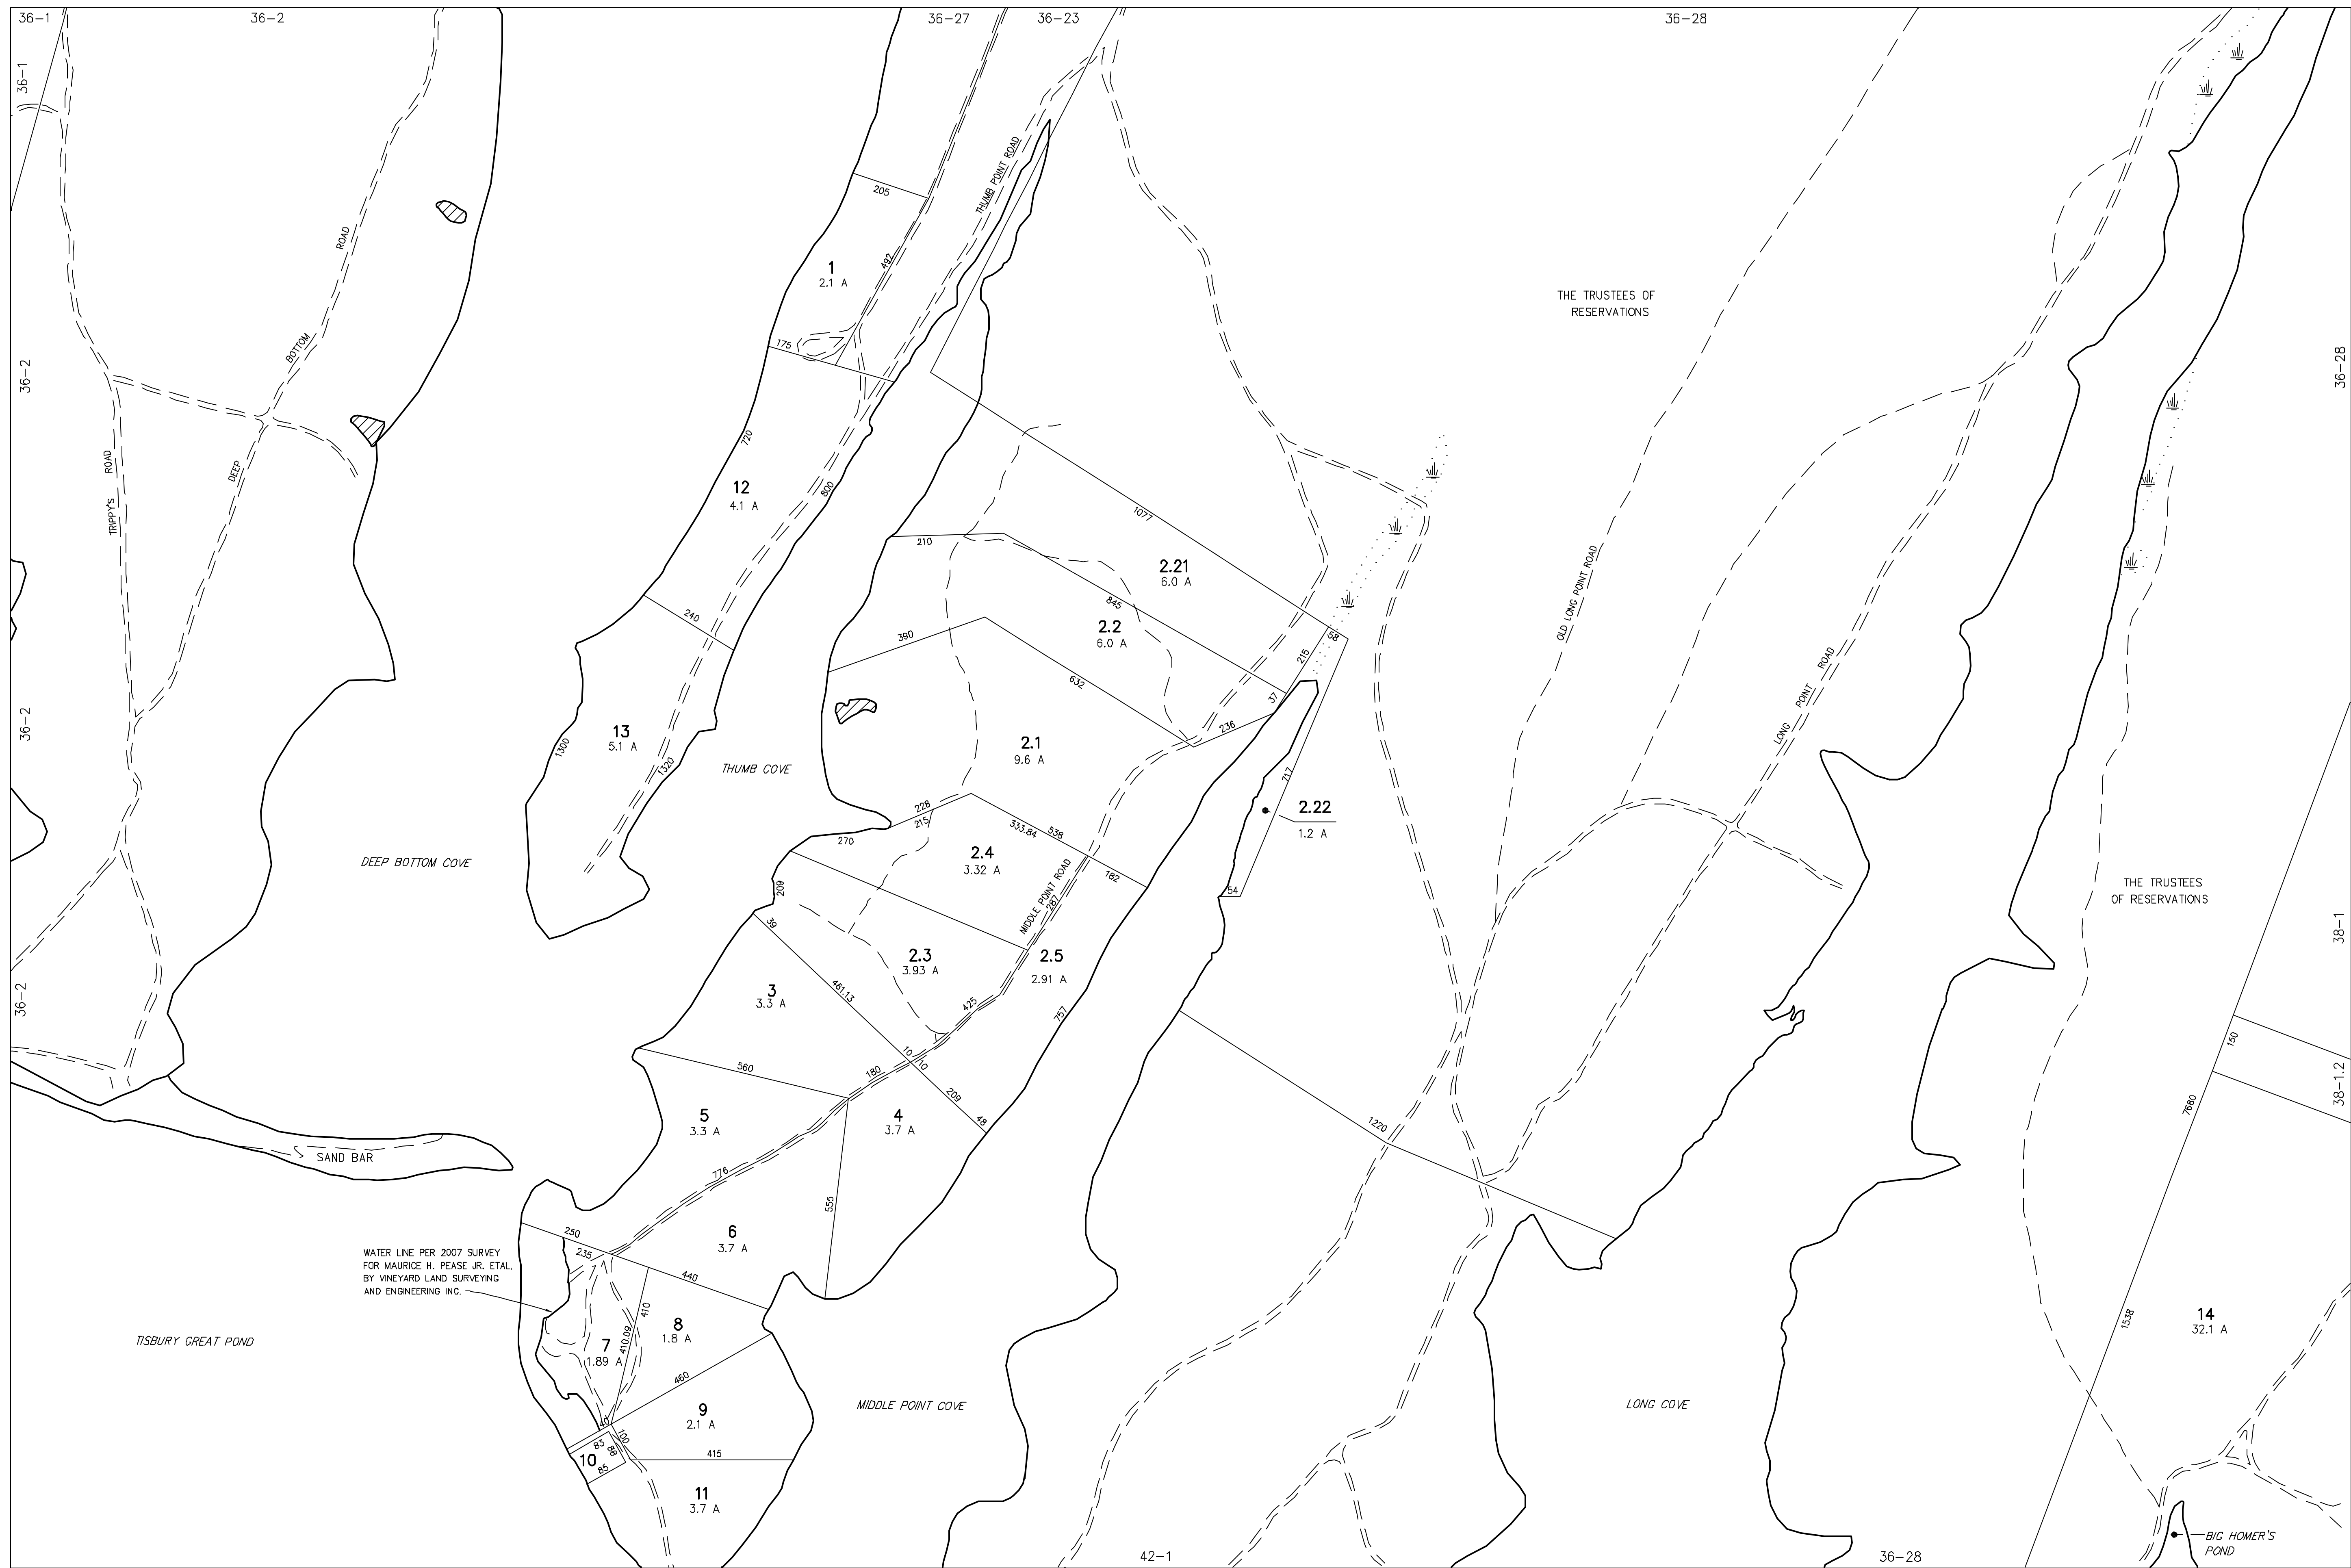 36-1
36-2
36-27
36-23
36-28
36-1
36-2
36-28
36-2
36-2
38-1
38-1.2
42-1
36-28
THUMB POINT ROAD
205
1
2.1 A
492
175
THE TRUSTEES OF
RESERVATIONS
ROAD
BOTTOM
DEEP
TRIPPY'S ROAD
720
12
4.1 A
800
1077
210
2.21
6.0 A
845
2.2
6.0 A
58
215
37
236
OLD LONG POINT ROAD
LONG POINT ROAD
240
390
632
13
5.1 A
1300
1320
THUMB COVE
2.1
9.6 A
717
2.22
1.2 A
54
228
215
270
333.84
538
182
2.4
3.32 A
209
MIDDLE POINT ROAD
287
DEEP BOTTOM COVE
THE TRUSTEES
OF RESERVATIONS
39
461.13
2.3
3.93 A
2.5
2.91 A
425
757
3
3.3 A
10
10
180
209
48
560
5
3.3 A
4
3.7 A
776
555
1220
150
7680
1538
SAND BAR
6
3.7 A
250
235
440
WATER LINE PER 2007 SURVEY
FOR MAURICE H. PEASE JR. ETAL.
BY VINEYARD LAND SURVEYING
AND ENGINEERING INC.
410
410.09
7
1.89 A
8
1.8 A
14
32.1 A
TISBURY GREAT POND
460
9
2.1 A
MIDDLE POINT COVE
LONG COVE
40
100
83
88
85
10
415
11
3.7 A
BIG HOMER'S
POND